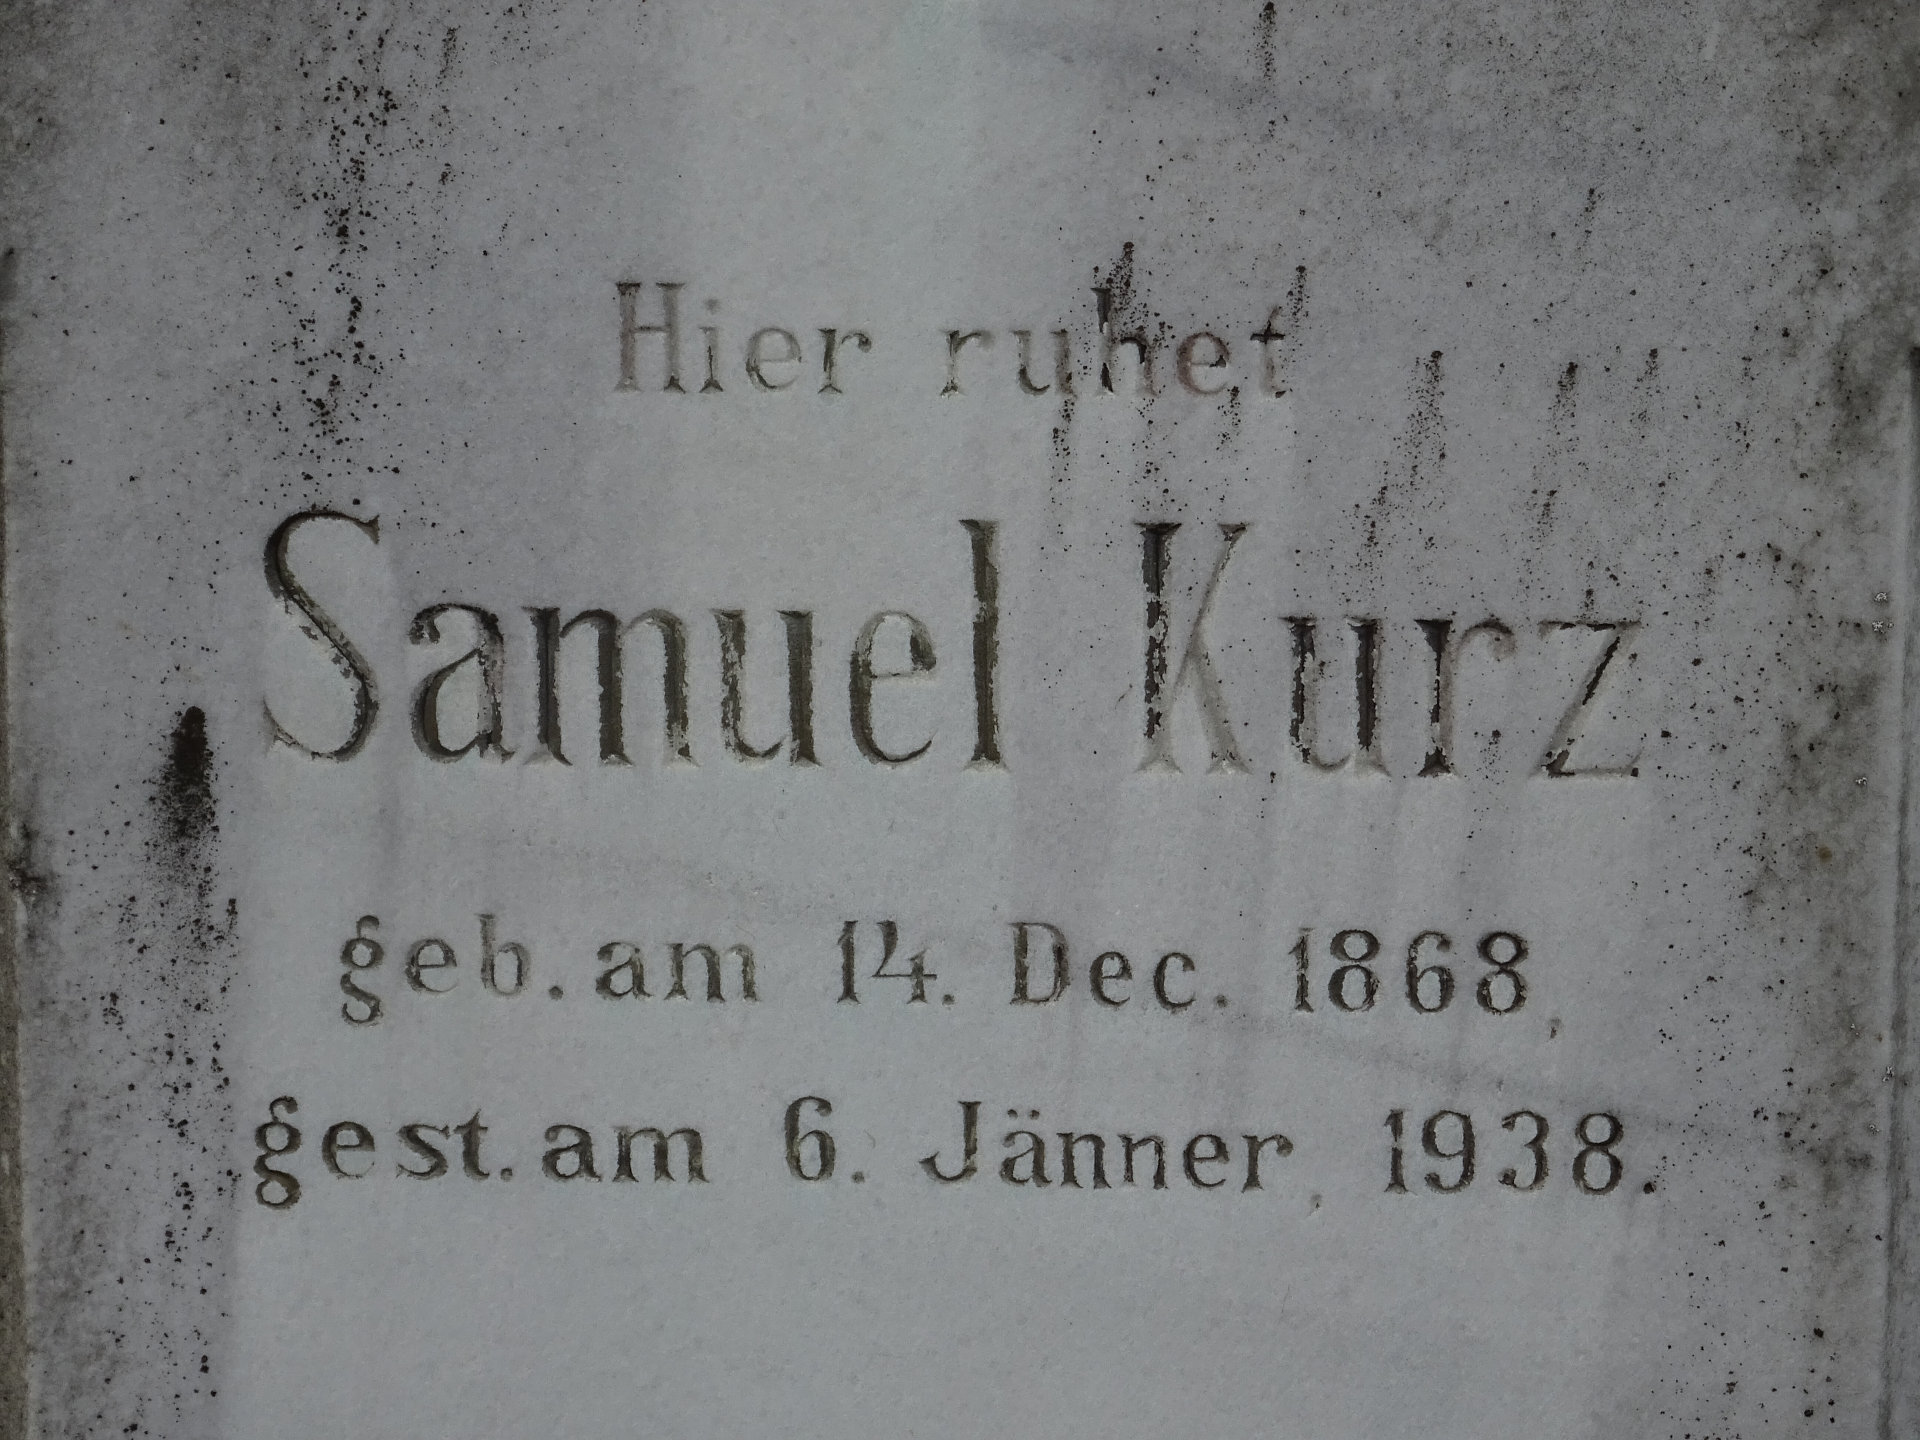 Hier ruhet
Samuel Kurz
geb. am 14. Dec. 1868,
gest. am 6. Jänner, 1938.